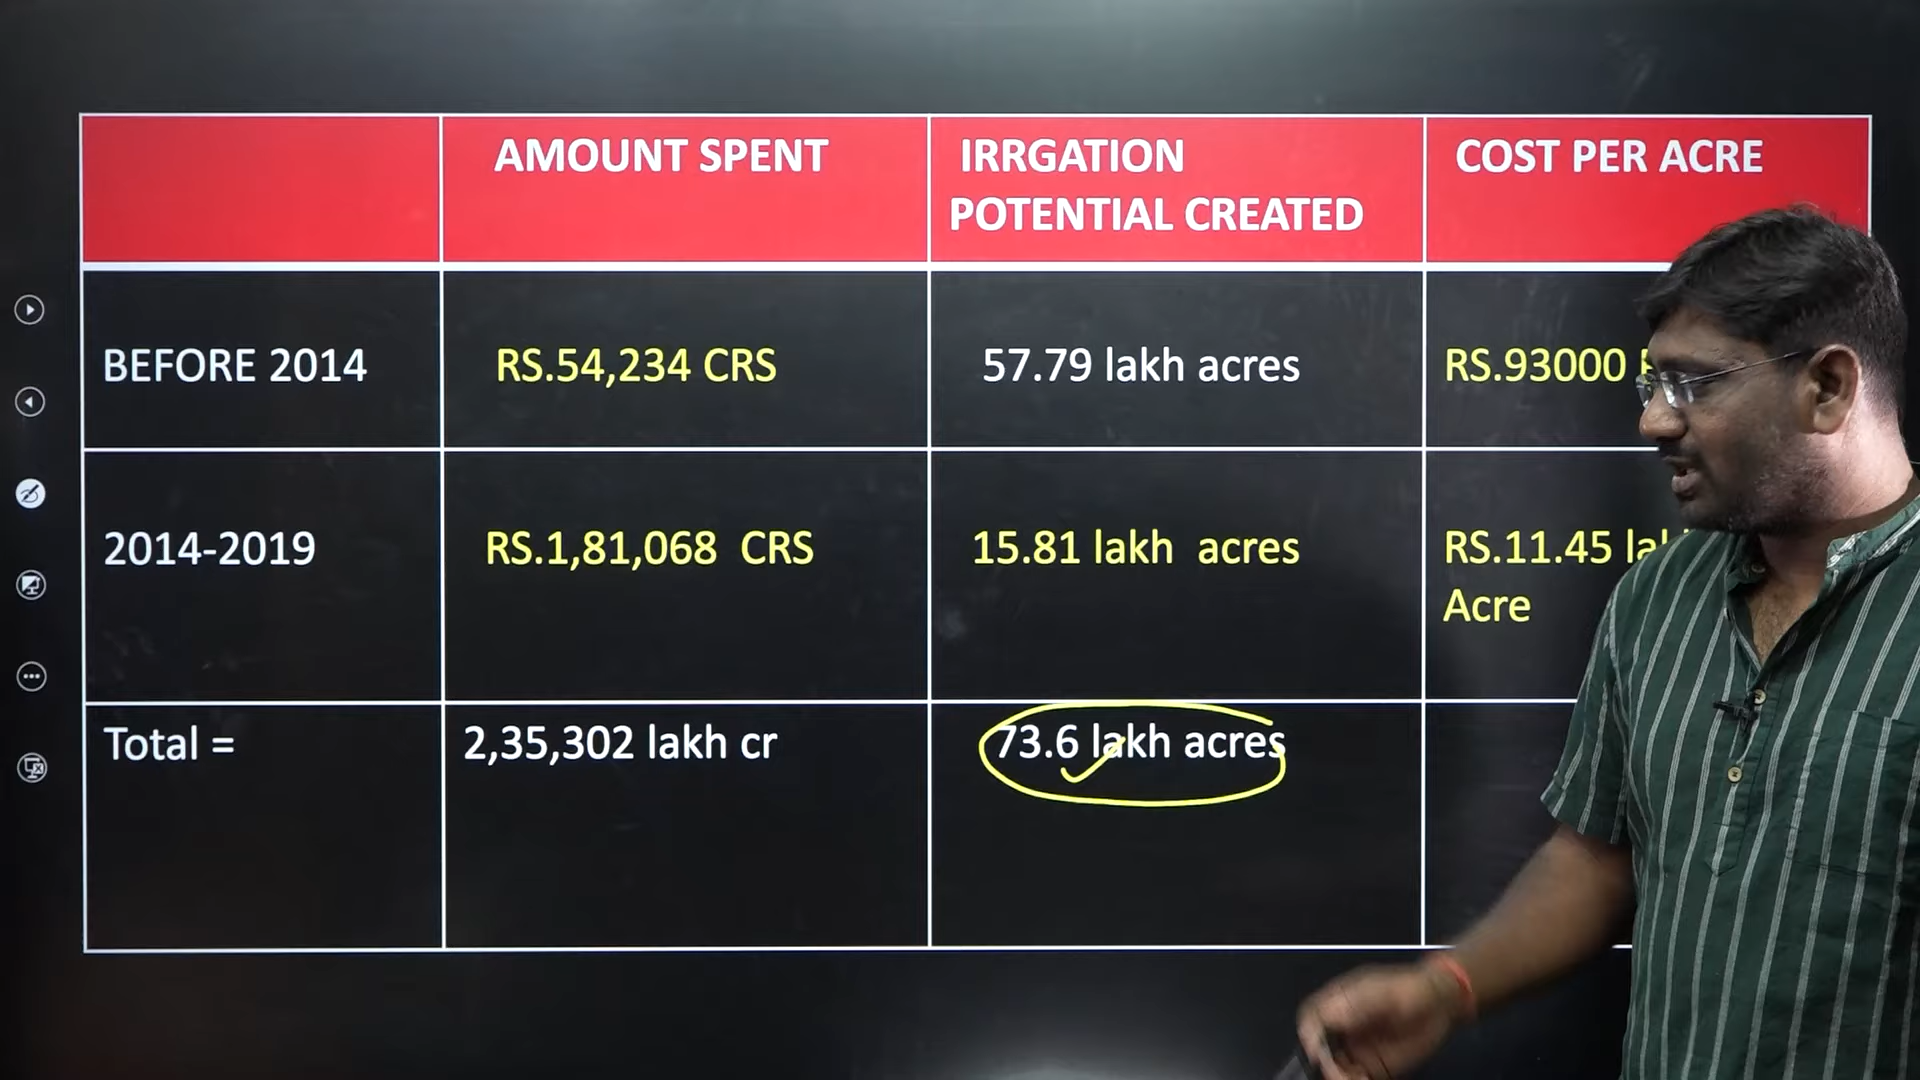 AMOUNT SPENT
IRRGATION
POTENTIAL CREATED
COST PER ACRE
BEFORE 2014
RS.54,234 CRS
57.79 lakh acres
RS.93000
2014-2019
RS.1,81,068 CRS
15.81 lakh acres
RS.11.45
Acre
Total =
2,35,302 lakh cr
73.6 lakh acres